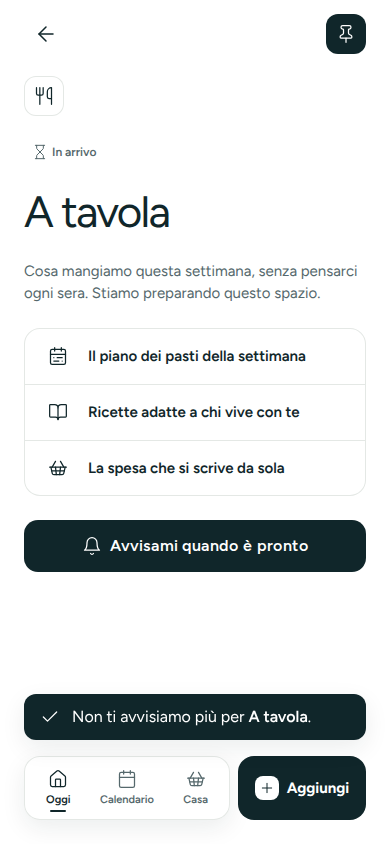 In arrivo
A tavola
Cosa mangiamo questa settimana, senza pensarci
ogni sera. Stiamo preparando questo spazio.
Il piano dei pasti della settimana
Ricette adatte a chi vive con te
La spesa che si scrive da sola
Avvisami quando è pronto
Non ti avvisiamo più per A tavola.
Oggi
Calendario
Casa
Aggiungi